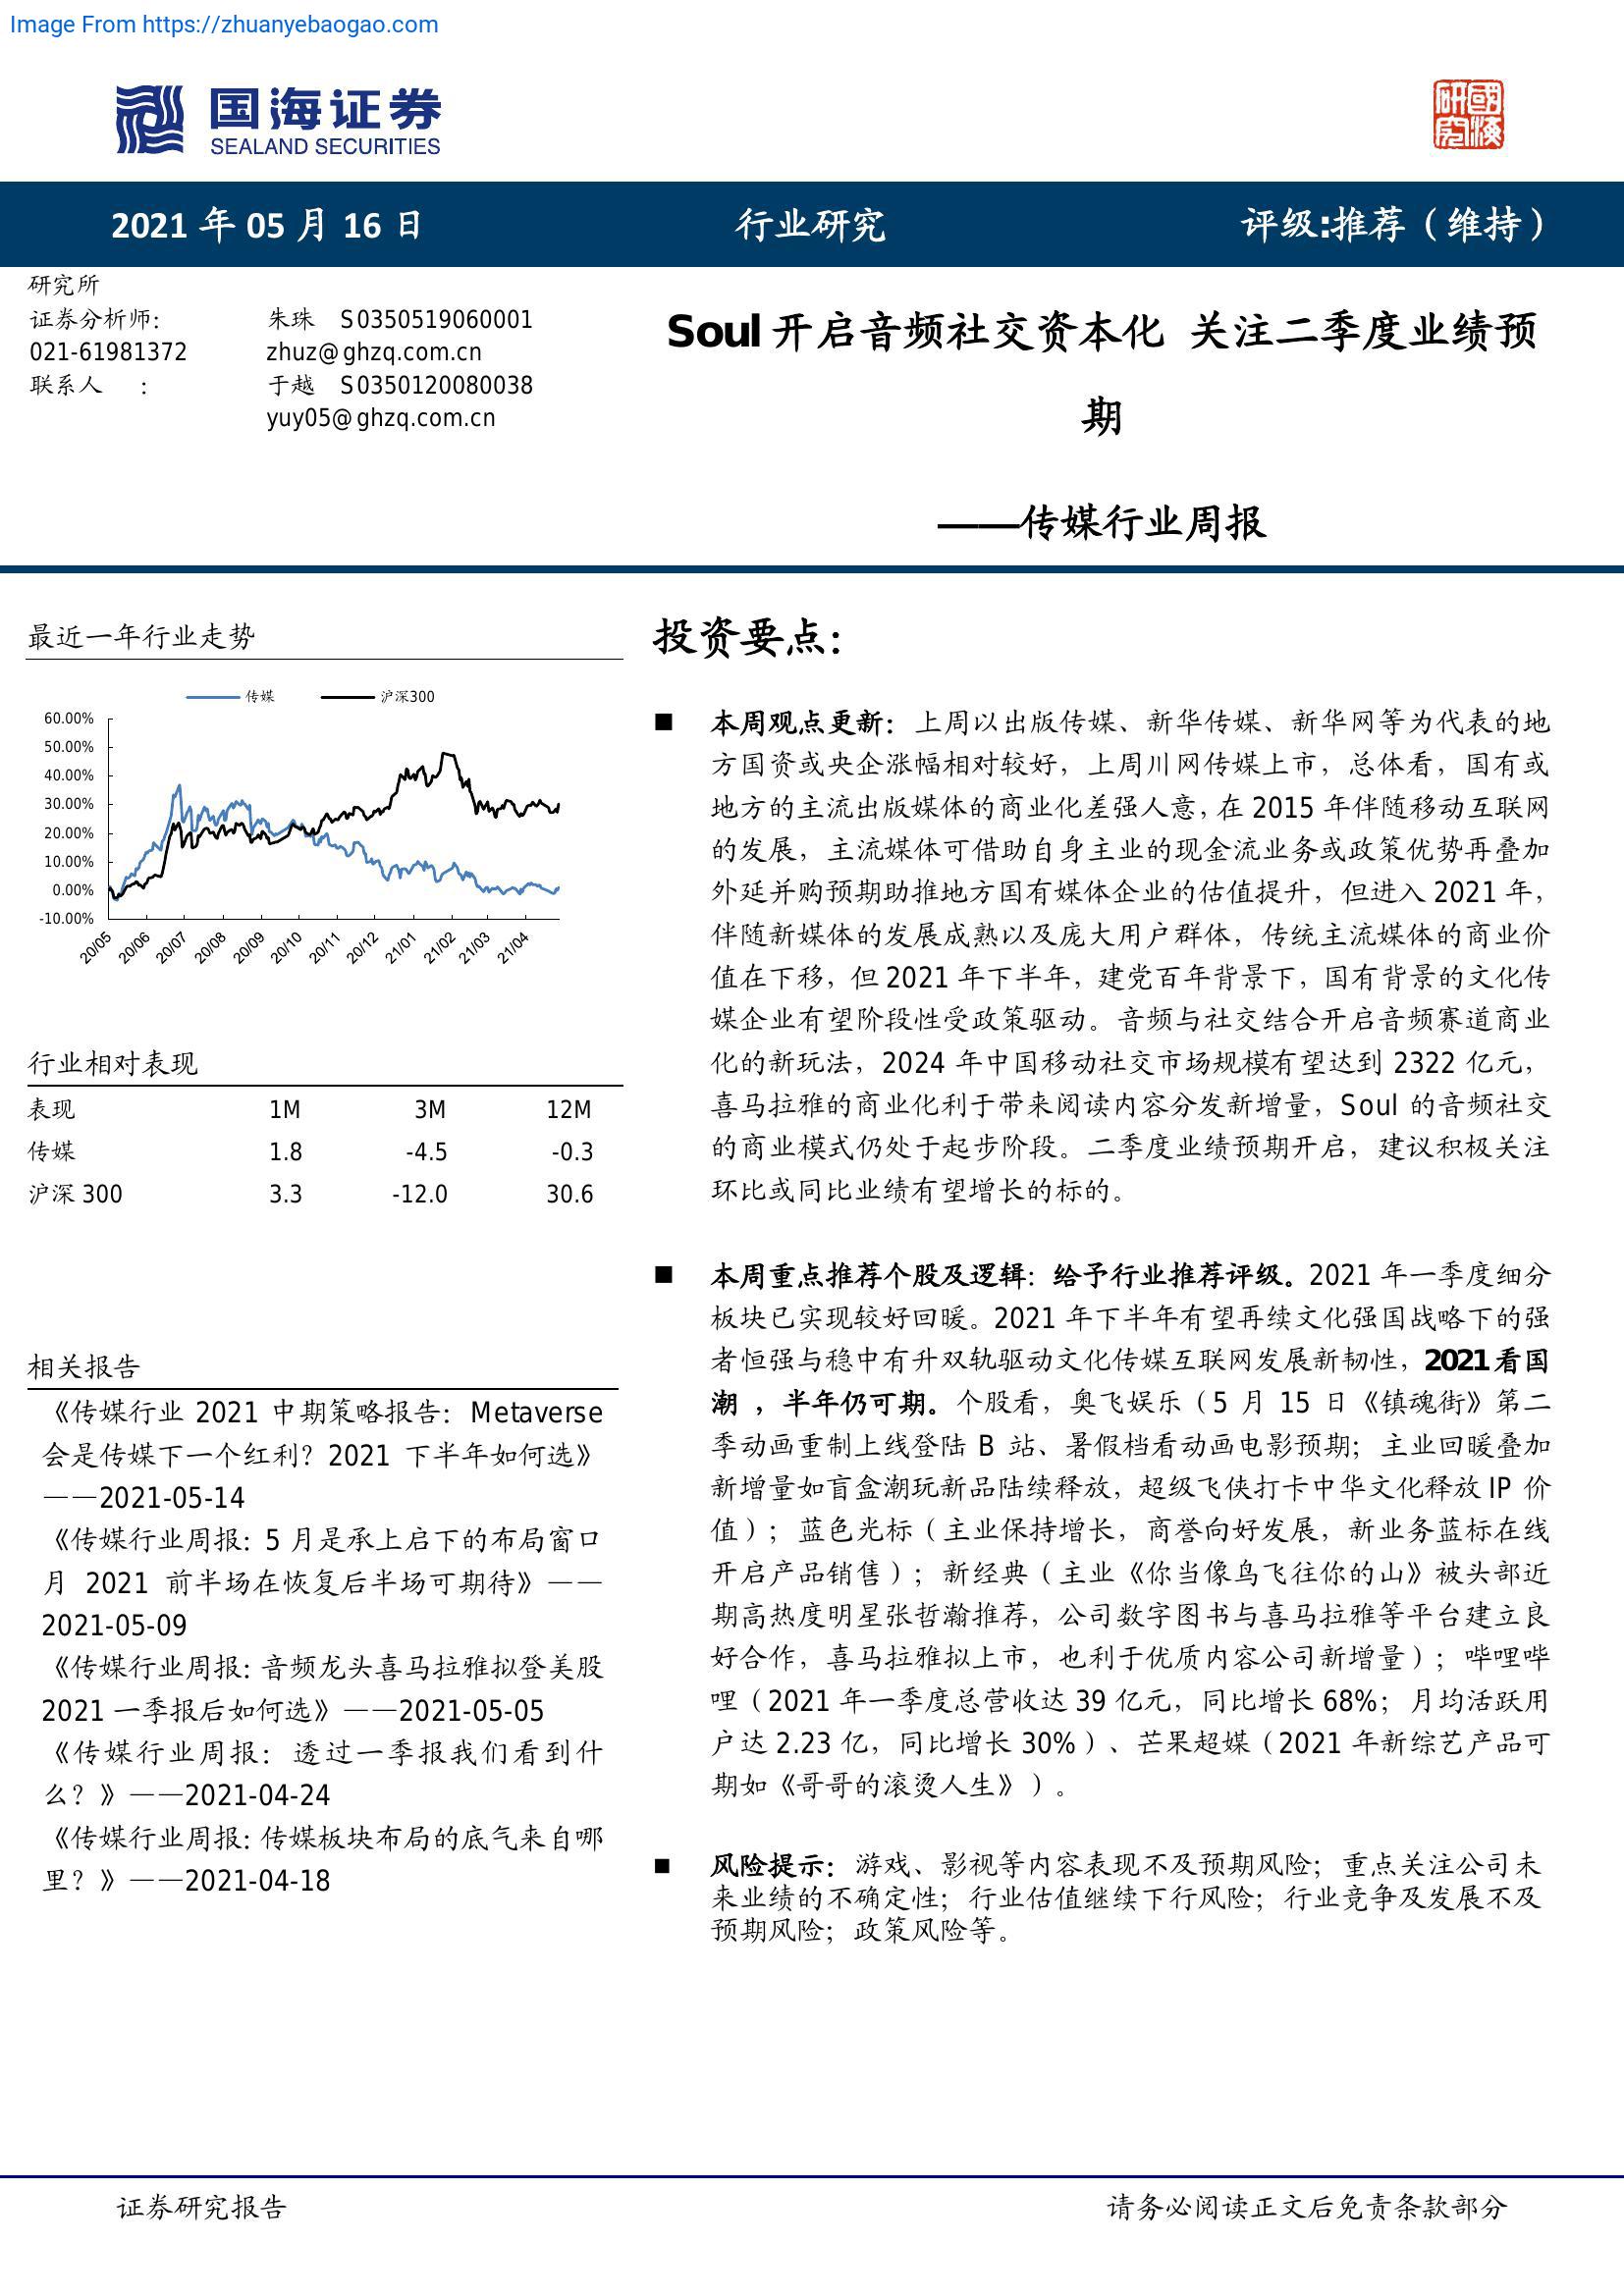 Image From https://zhuanyebaogao.com
国海证券
SEALAND SECURITIES
研究
國海
2021 年 05 月 16 日
行业研究
评级:推荐（维持）
研究所
证券分析师: 朱珠 S0350519060001
021-61981372 zhuz@ghzq.com.cn
联系人 : 于越 S0350120080038
yuy05@ghzq.com.cn
Soul 开启音频社交资本化 关注二季度业绩预
期
——传媒行业周报
最近一年行业走势
传媒 沪深300
60.00%
50.00%
40.00%
30.00%
20.00%
10.00%
0.00%
-10.00%
20/05 20/06 20/07 20/08 20/09 20/10 20/11 20/12 21/01 21/02 21/03 21/04
行业相对表现
表现 1M 3M 12M
传媒 1.8 -4.5 -0.3
沪深 300 3.3 -12.0 30.6
相关报告
《传媒行业 2021 中期策略报告：Metaverse
会是传媒下一个红利？2021 下半年如何选》
——2021-05-14
《传媒行业周报：5 月是承上启下的布局窗口
月 2021 前半场在恢复后半场可期待》——
2021-05-09
《传媒行业周报：音频龙头喜马拉雅拟登美股
2021 一季报后如何选》——2021-05-05
《传媒行业周报：透过一季报我们看到什
么？》——2021-04-24
《传媒行业周报：传媒板块布局的底气来自哪
里？》——2021-04-18
投资要点：
■ 本周观点更新：上周以出版传媒、新华传媒、新华网等为代表的地
方国资或央企涨幅相对较好，上周川网传媒上市，总体看，国有或
地方的主流出版媒体的商业化差强人意，在 2015 年伴随移动互联网
的发展，主流媒体可借助自身主业的现金流业务或政策优势再叠加
外延并购预期助推地方国有媒体企业的估值提升，但进入 2021 年，
伴随新媒体的发展成熟以及庞大用户群体，传统主流媒体的商业价
值在下移，但 2021 年下半年，建党百年背景下，国有背景的文化传
媒企业有望阶段性受政策驱动。音频与社交结合开启音频赛道商业
化的新玩法，2024 年中国移动社交市场规模有望达到 2322 亿元，
喜马拉雅的商业化利于带来阅读内容分发新增量，Soul 的音频社交
的商业模式仍处于起步阶段。二季度业绩预期开启，建议积极关注
环比或同比业绩有望增长的标的。
■ 本周重点推荐个股及逻辑：给予行业推荐评级。2021 年一季度细分
板块已实现较好回暖。2021 年下半年有望再续文化强国战略下的强
者恒强与稳中有升双轨驱动文化传媒互联网发展新韧性，2021 看国
潮 ，半年仍可期。个股看，奥飞娱乐（5 月 15 日《镇魂街》第二
季动画重制上线登陆 B 站、暑假档看动画电影预期；主业回暖叠加
新增量如盲盒潮玩新品陆续释放，超级飞侠打卡中华文化释放 IP 价
值）；蓝色光标（主业保持增长，商誉向好发展，新业务蓝标在线
开启产品销售）；新经典（主业《你当像鸟飞往你的山》被头部近
期高热度明星张哲瀚推荐，公司数字图书与喜马拉雅等平台建立良
好合作，喜马拉雅拟上市，也利于优质内容公司新增量）；哔哩哔
哩（2021 年一季度总营收达 39 亿元，同比增长 68%；月均活跃用
户达 2.23 亿，同比增长 30%）、芒果超媒（2021 年新综艺产品可
期如《哥哥的滚烫人生》）。
■ 风险提示：游戏、影视等内容表现不及预期风险；重点关注公司未
来业绩的不确定性；行业估值继续下行风险；行业竞争及发展不及
预期风险；政策风险等。
证券研究报告
请务必阅读正文后免责条款部分